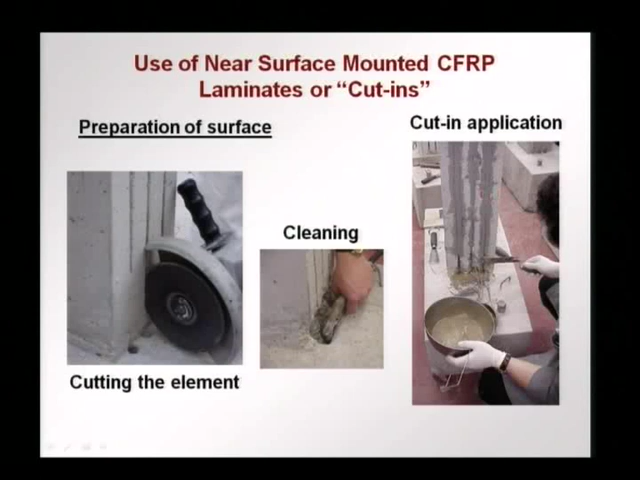 Use of Near Surface Mounted CFRP
Laminates or “Cut-ins”
Preparation of surface
Cut-in application
Cleaning
Cutting the element